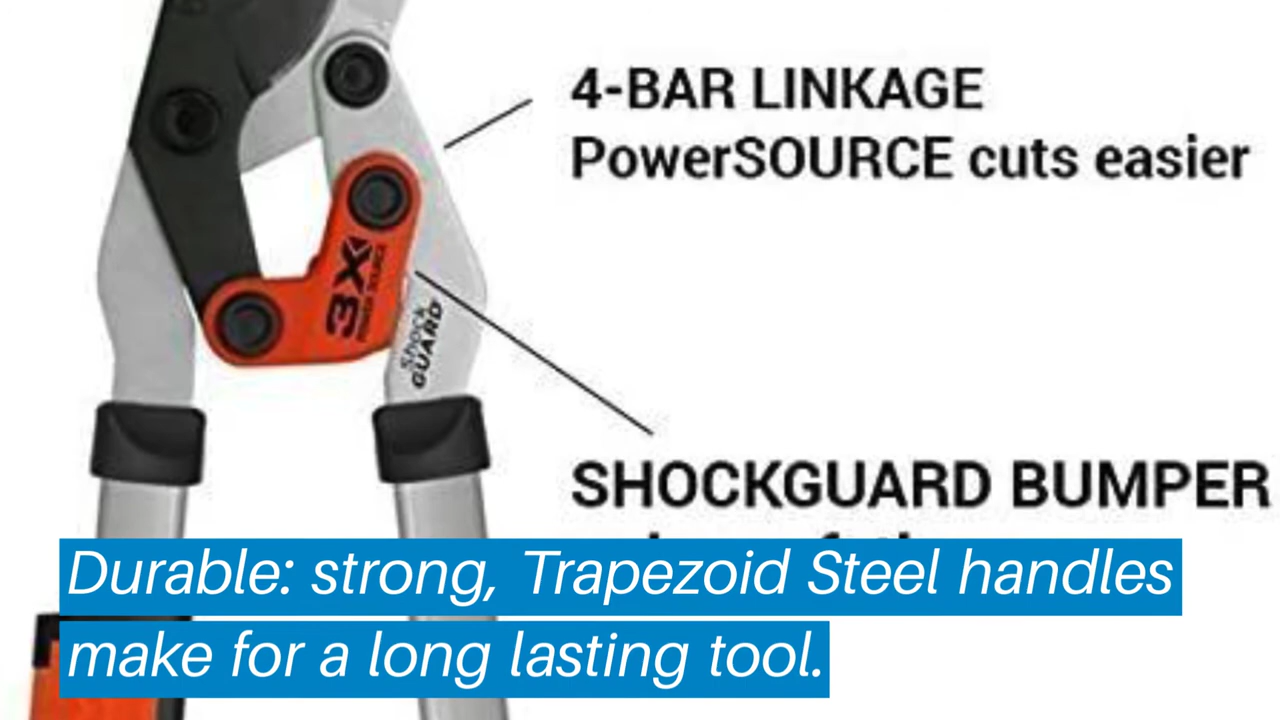 4-BAR LINKAGE
PowerSOURCE cuts easier
3X
Shock
GUARD
SHOCKGUARD BUMPER
Durable: strong, Trapezoid Steel handles
make for a long lasting tool.